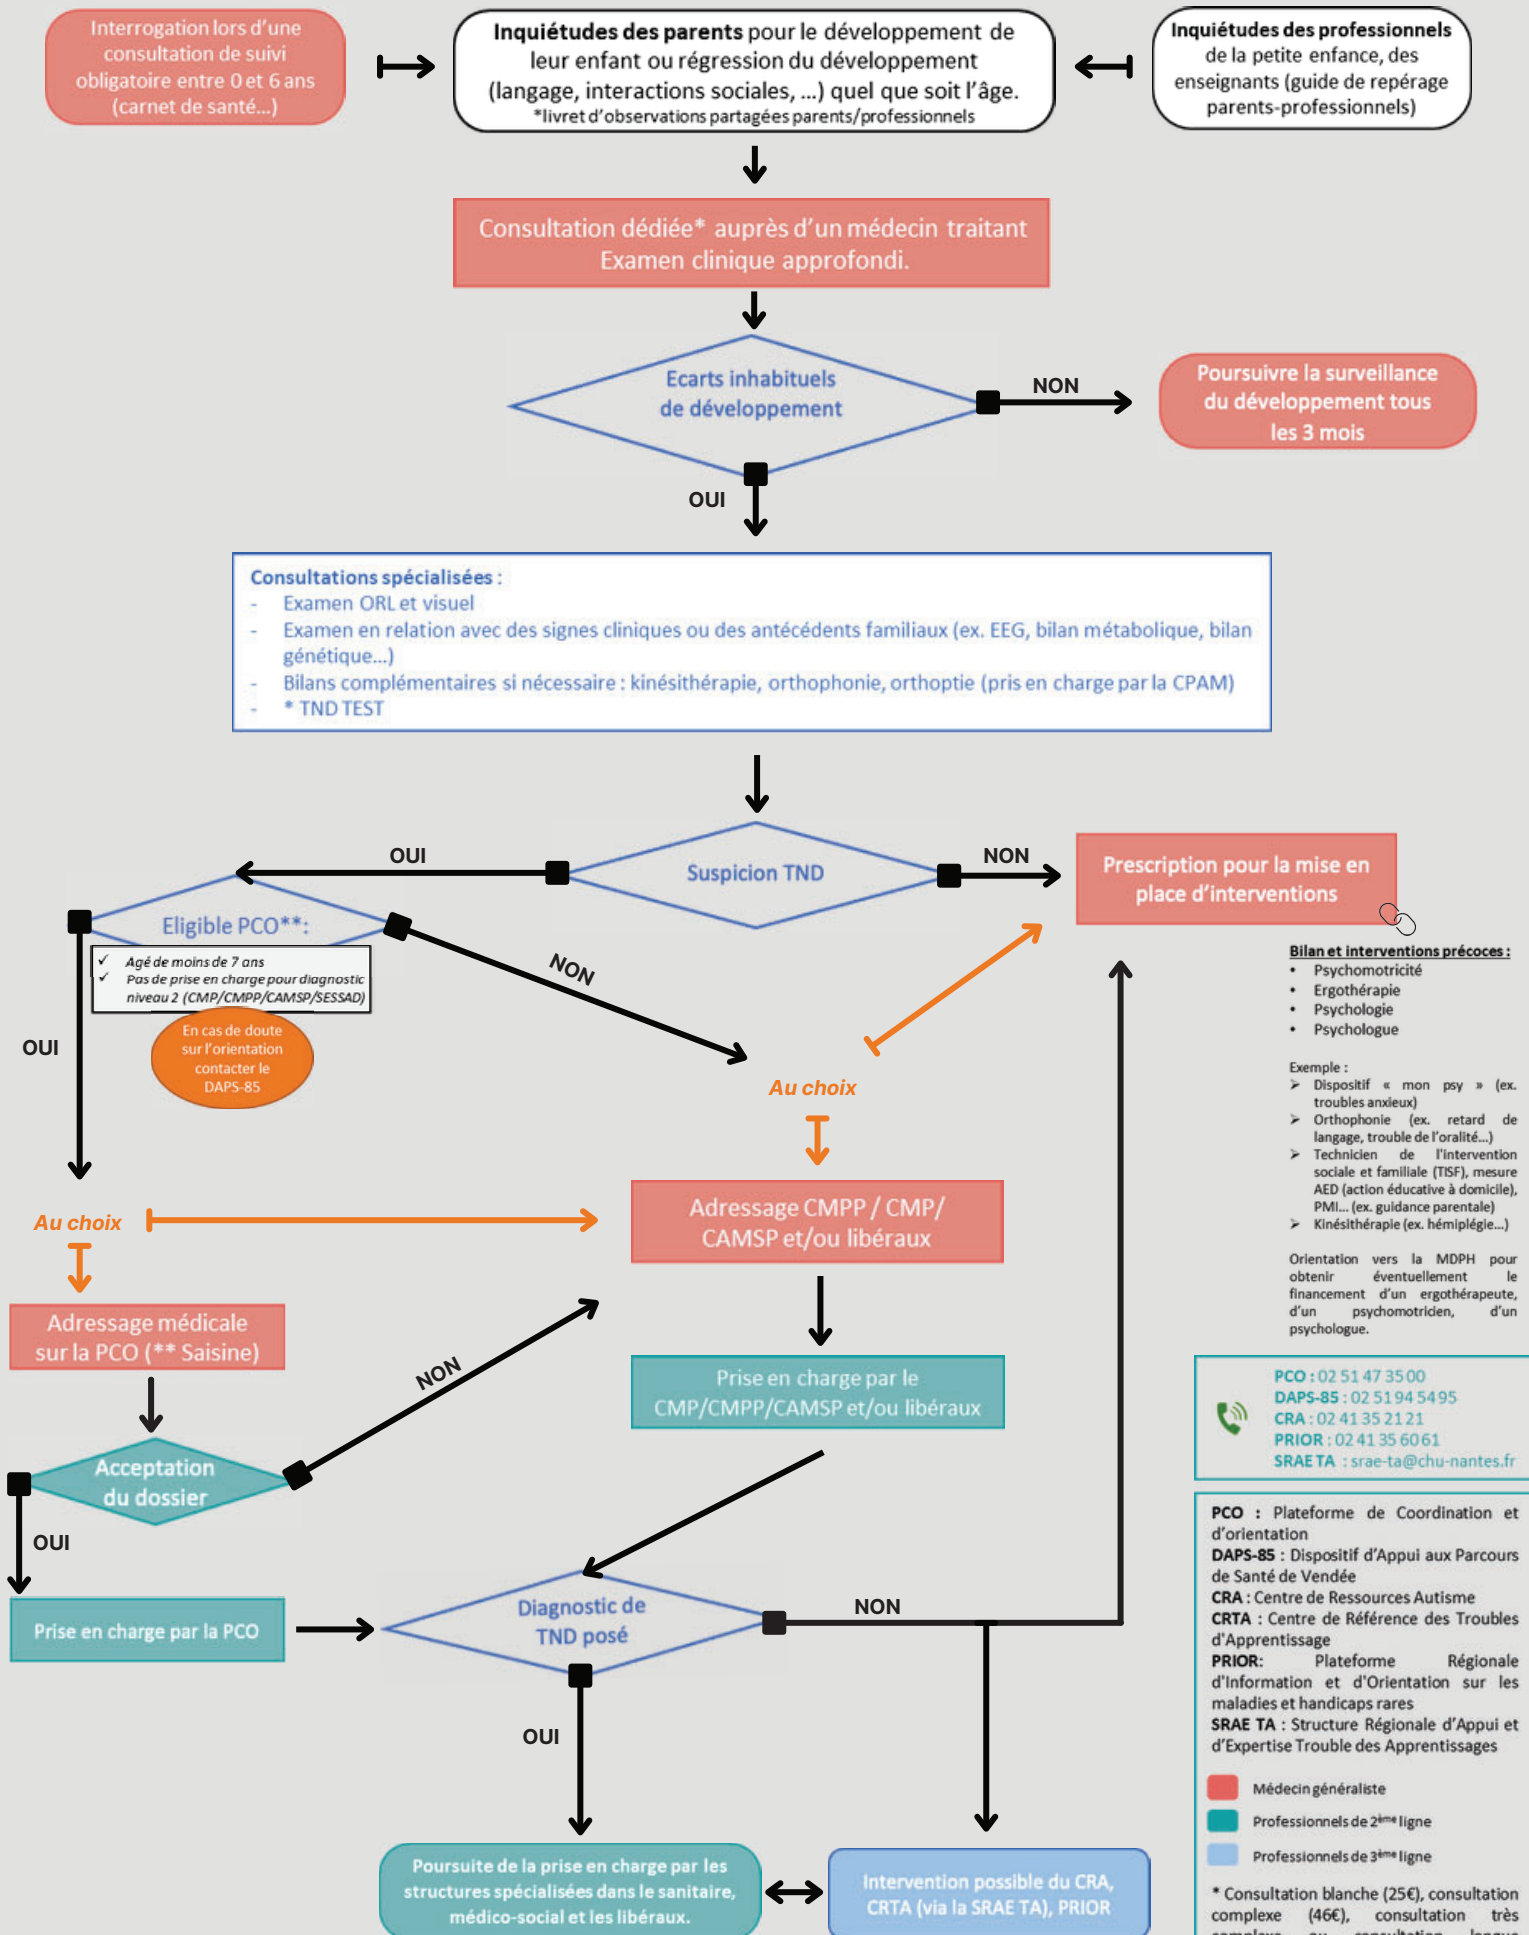 Interrogation lors d'une
consultation de suivi
obligatoire entre 0 et 6 ans
(carnet de santé…)
Inquiétudes des parents pour le développement de
leur enfant ou régression du développement
(langage, interactions sociales, …) quel que soit l'âge.
*livret d'observations partagées parents/professionnels
Inquiétudes des professionnels
de la petite enfance, des
enseignants (guide de repérage
parents-professionnels)
Consultation dédiée* auprès d'un médecin traitant
Examen clinique approfondi.
Ecarts inhabituels
de développement
NON
Poursuivre la surveillance
du développement tous
les 3 mois
OUI
Consultations spécialisées :
- Examen ORL et visuel
- Examen en relation avec des signes cliniques ou des antécédents familiaux (ex. EEG, bilan métabolique, bilan
génétique…)
- Bilans complémentaires si nécessaire : kinésithérapie, orthophonie, orthoptie (pris en charge par la CPAM)
- * TND TEST
OUI
Suspicion TND
NON
Prescription pour la mise en
place d'interventions
Eligible PCO**:
✓ Agé de moins de 7 ans
✓ Pas de prise en charge pour diagnostic
niveau 2 (CMP/CMPP/CAMSP/SESSAD)
NON
OUI
En cas de doute
sur l'orientation
contacter le
DAPS-85
Au choix
Bilan et interventions précoces :
• Psychomotricité
• Ergothérapie
• Psychologie
• Psychologue
Exemple :
➢ Dispositif « mon psy » (ex.
troubles anxieux)
➢ Orthophonie (ex. retard de
langage, trouble de l'oralité…)
➢ Technicien de l'intervention
sociale et familiale (TISF), mesure
AED (action éducative à domicile),
PMI… (ex. guidance parentale)
➢ Kinésithérapie (ex. hémiplégie…)
Orientation vers la MDPH pour
obtenir éventuellement le
financement d'un ergothérapeute,
d'un psychomotricien, d'un
psychologue.
Au choix
Adressage CMPP / CMP/
CAMSP et/ou libéraux
Adressage médicale
sur la PCO (** Saisine)
NON
Prise en charge par le
CMP/CMPP/CAMSP et/ou libéraux
Acceptation
du dossier
OUI
Prise en charge par la PCO
Diagnostic de
TND posé
NON
OUI
Poursuite de la prise en charge par les
structures spécialisées dans le sanitaire,
médico-social et les libéraux.
Intervention possible du CRA,
CRTA (via la SRAE TA), PRIOR
PCO : 02 51 47 35 00
DAPS-85 : 02 51 94 54 95
CRA : 02 41 35 21 21
PRIOR : 02 41 35 60 61
SRAE TA : srae-ta@chu-nantes.fr
PCO : Plateforme de Coordination et
d'orientation
DAPS-85 : Dispositif d'Appui aux Parcours
de Santé de Vendée
CRA : Centre de Ressources Autisme
CRTA : Centre de Référence des Troubles
d'Apprentissage
PRIOR: Plateforme Régionale
d'Information et d'Orientation sur les
maladies et handicaps rares
SRAE TA : Structure Régionale d'Appui et
d'Expertise Trouble des Apprentissages
Médecin généraliste
Professionnels de 2ème ligne
Professionnels de 3ème ligne
* Consultation blanche (25€), consultation
complexe (46€), consultation très
complexe ou consultation longue